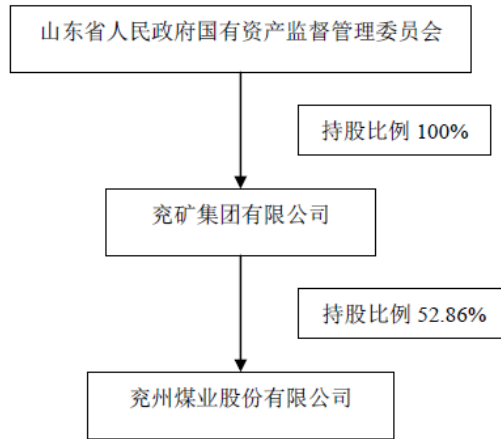 山东省人民政府国有资产监督管理委员会
持股比例 100%
兖矿集团有限公司
持股比例 52.86%
兖州煤业股份有限公司